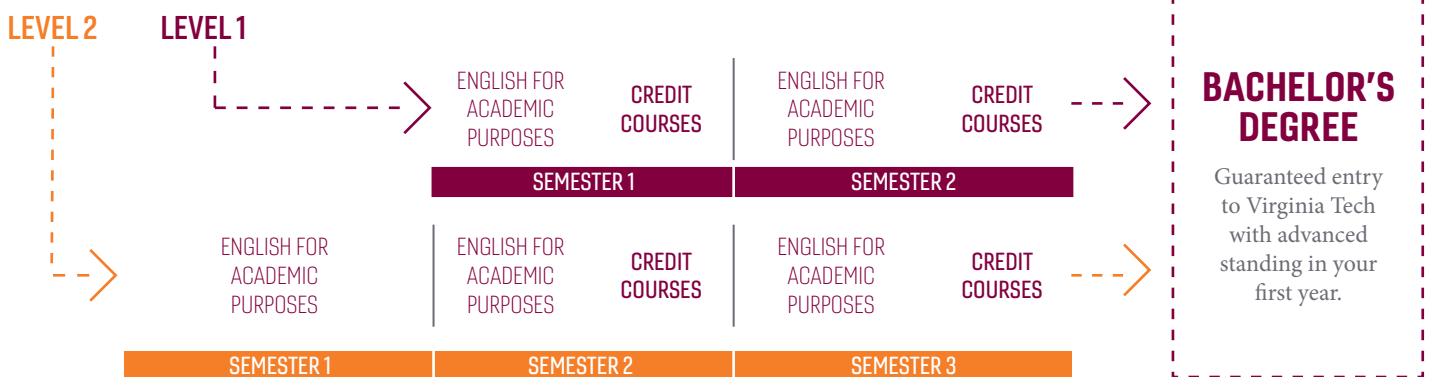 LEVEL 2
LEVEL 1
ENGLISH FOR
ACADEMIC
PURPOSES
CREDIT
COURSES
ENGLISH FOR
ACADEMIC
PURPOSES
CREDIT
COURSES
SEMESTER 1
SEMESTER 2
ENGLISH FOR
ACADEMIC
PURPOSES
ENGLISH FOR
ACADEMIC
PURPOSES
CREDIT
COURSES
ENGLISH FOR
ACADEMIC
PURPOSES
CREDIT
COURSES
SEMESTER 1
SEMESTER 2
SEMESTER 3
BACHELOR'S
DEGREE
Guaranteed entry
to Virginia Tech
with advanced
standing in your
first year.